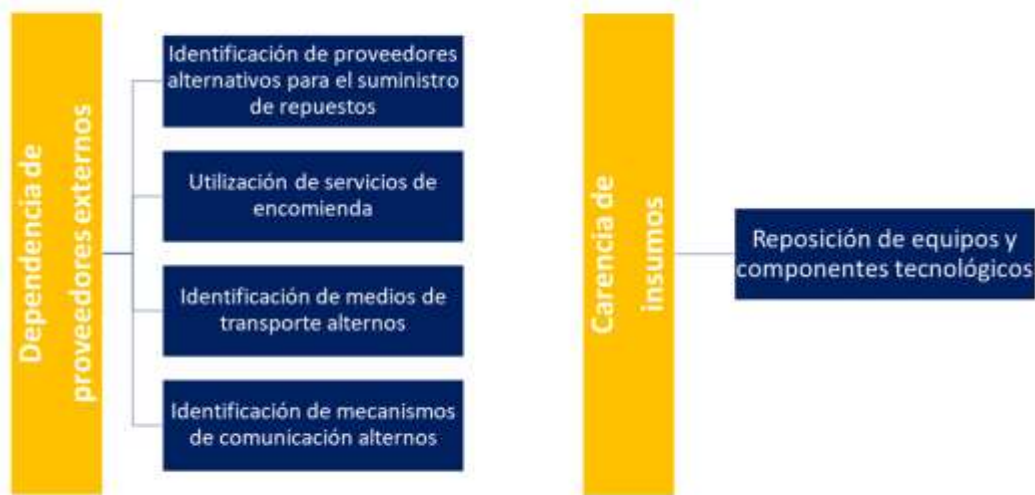 Dependencia de
proveedores externos
Identificación de proveedores
alternativos para el suministro
de repuestos
Utilización de servicios de
encomienda
Identificación de medios de
transporte alternos
Identificación de mecanismos
de comunicación alternos
Carencia de
insumos
Reposición de equipos y
componentes tecnológicos